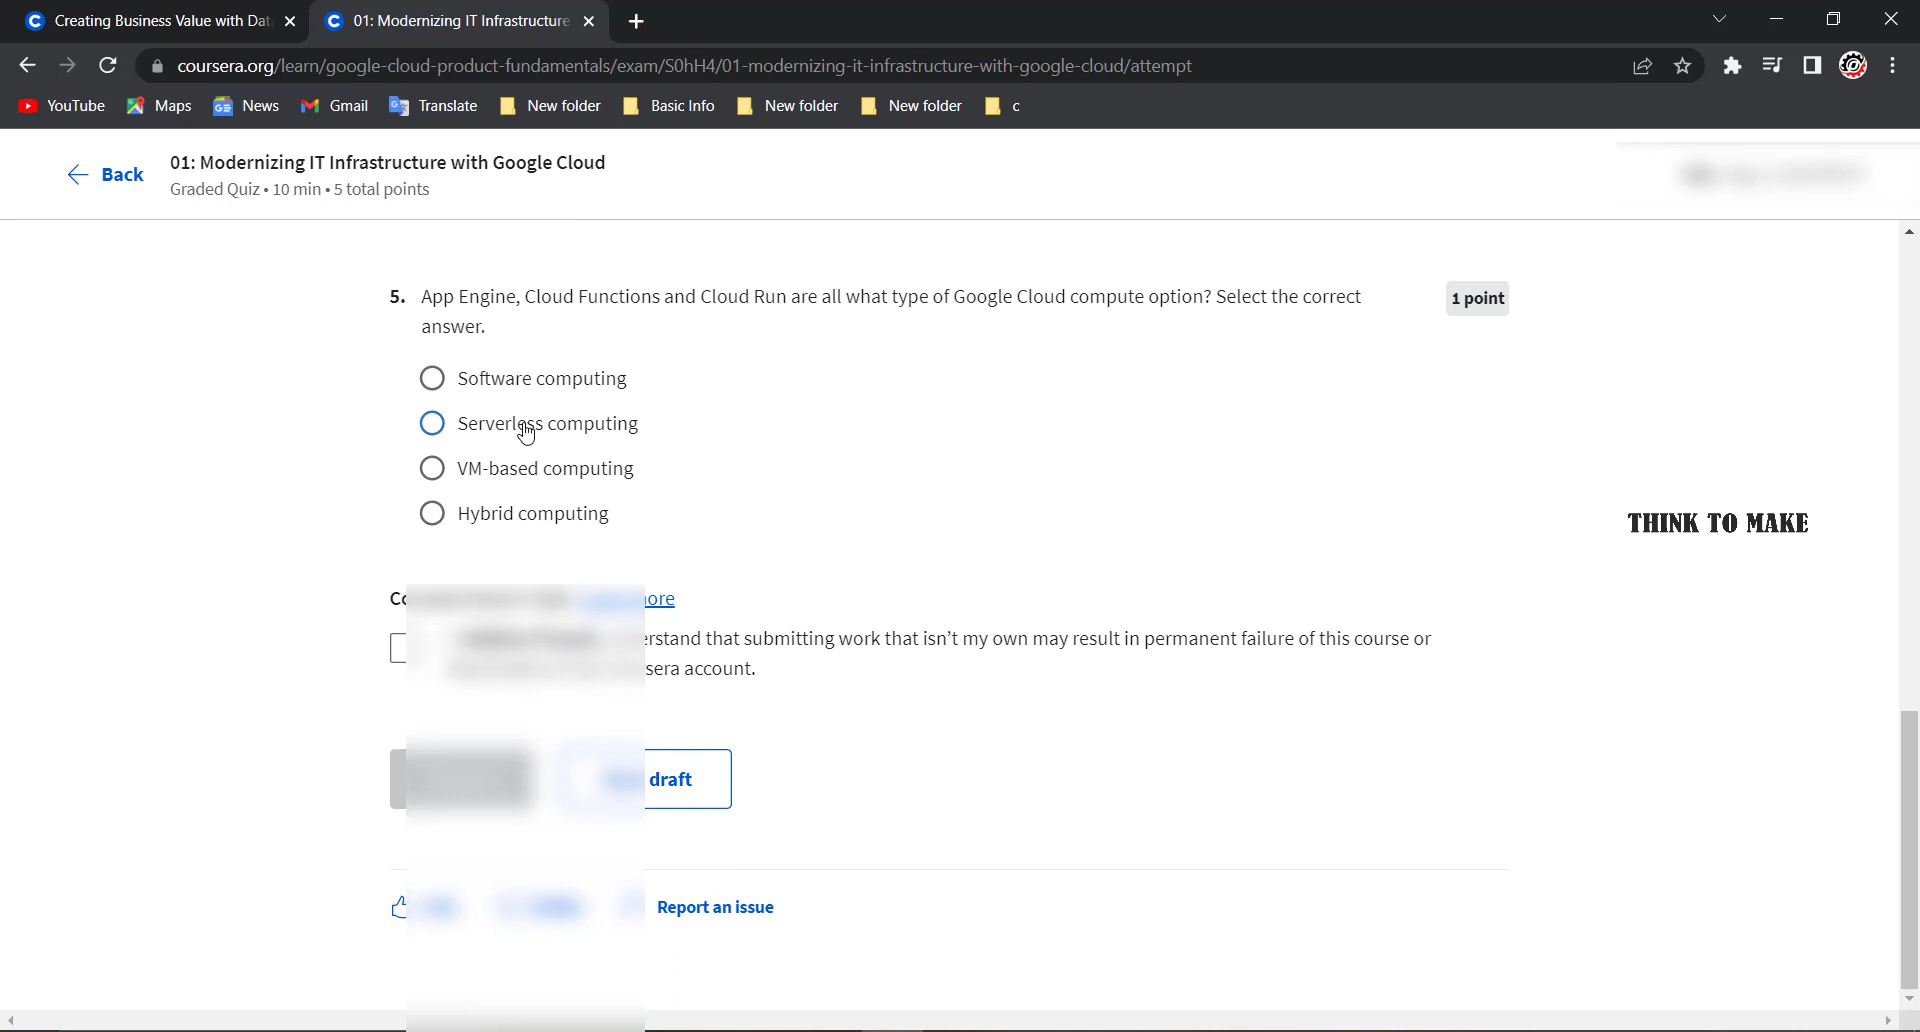 Creating Business Value with Dat
01: Modernizing IT Infrastructure
coursera.org/learn/google-cloud-product-fundamentals/exam/S0hH4/01-modernizing-it-infrastructure-with-google-cloud/attempt
YouTube Maps News Gmail Translate New folder Basic Info New folder New folder c
Back
01: Modernizing IT Infrastructure with Google Cloud
Graded Quiz • 10 min • 5 total points
5. App Engine, Cloud Functions and Cloud Run are all what type of Google Cloud compute option? Select the correct
answer.
1 point
Software computing
Serverless computing
VM-based computing
Hybrid computing
THINK TO MAKE
that submitting work that isn’t my own may result in permanent failure of this course or
account.
draft
Report an issue